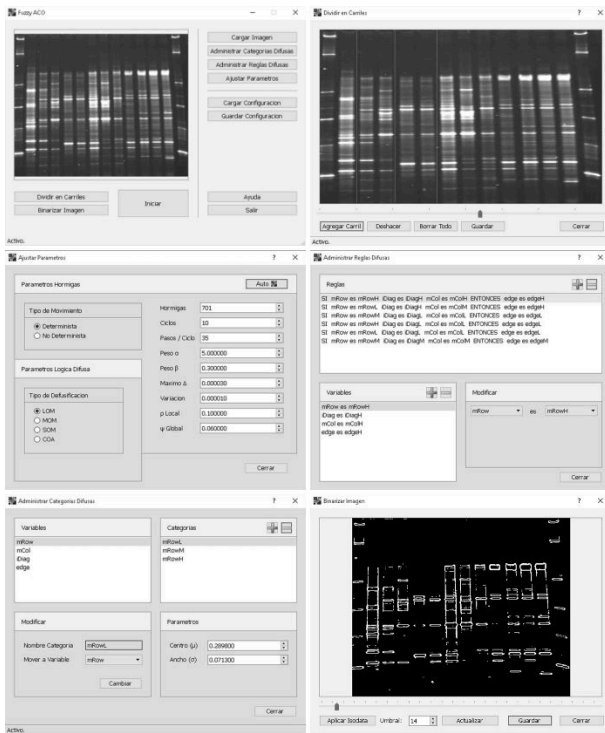 Fuzzy ACO
Cargar Imagen
Administrar Categorias Difusas
Administrar Reglas Difusas
Ajustar Parametros
Cargar Configuracion
Guardar Configuracion
Dividir en Carriles
Binarizar Imagen
Iniciar
Ayuda
Salir
Activo.
Dividir en Carriles
Agregar Carril
Deshacer
Borrar Todo
Guardar
Cerrar
Activo.
Ajustar Parametros
Parametros Hormigas
Auto
Tipo de Movimiento
Determinista
No Determinista
Parametros Logica Difusa
Tipo de Defusificacion
LOM
MOM
SOM
COA
Hormigas 701
Ciclos 10
Pasos / Ciclo 35
Peso α 5.000000
Peso β 0.300000
Maximo Δ 0.000030
Variacion 0.000010
ρ Local 0.100000
ψ Global 0.060000
Cerrar
Administrar Reglas Difusas
Reglas
SI mRow es mRowH iDiag es iDiagH mCol es mColH ENTONCES edge es edgeH
SI mRow es mRowL iDiag es iDiagH mCol es mColM ENTONCES edge es edgeH
SI mRow es mRowM iDiag es iDiagL mCol es mColL ENTONCES edge es edgeL
SI mRow es mRowH iDiag es iDiagL mCol es mColL ENTONCES edge es edgeL
SI mRow es mRowL iDiag es iDiagL mCol es mColL ENTONCES edge es edgeL
SI mRow es mRowM iDiag es iDiagM mCol es mColM ENTONCES edge es edgeM
Variables
mRow es mRowH
iDiag es iDiagH
mCol es mColH
edge es edgeH
Modificar
mRow es mRowH
Cerrar
Administrar Categorias Difusas
Variables
mRow
mCol
iDiag
edge
Categorias
mRowL
mRowM
mRowH
Modificar
Nombre Categoria mRowL
Mover a Variable mRow
Cambiar
Parametros
Centro (μ) 0.289800
Ancho (σ) 0.071300
Cerrar
Activo.
Binarizar Imagen
Aplicar Isodata
Umbral: 14
Actualizar
Guardar
Cerrar